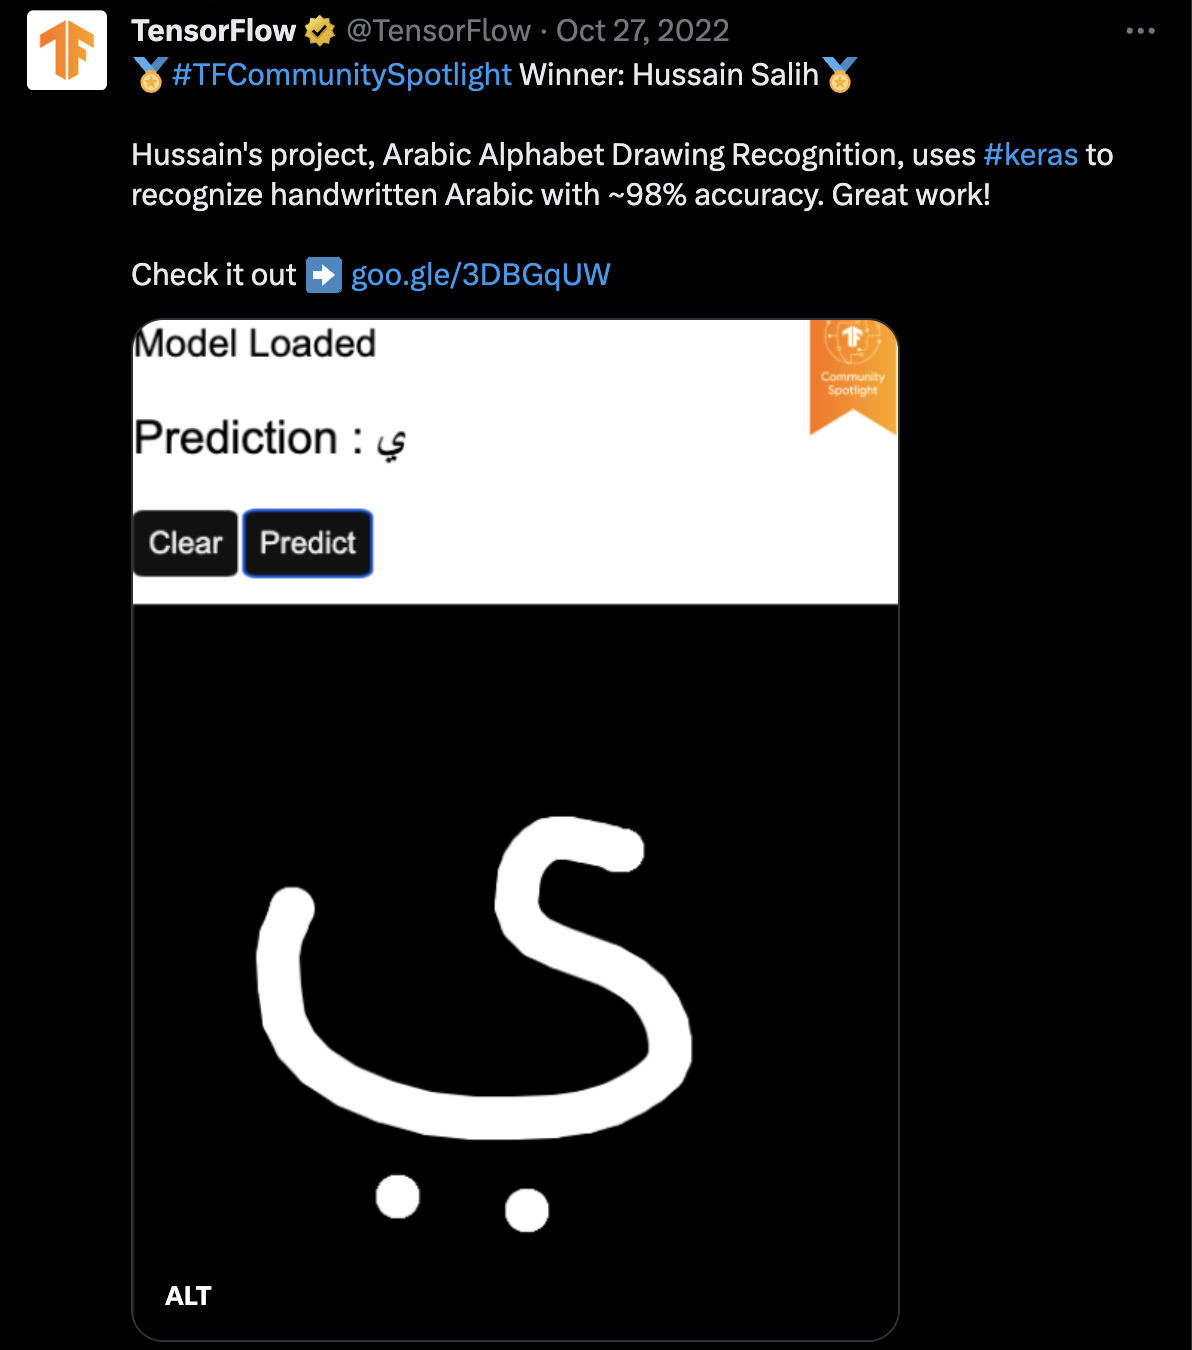 TensorFlow @TensorFlow · Oct 27, 2022
🏅#TFCommunitySpotlight Winner: Hussain Salih🏅
Hussain's project, Arabic Alphabet Drawing Recognition, uses #keras to
recognize handwritten Arabic with ~98% accuracy. Great work!
Check it out ➡️ goo.gle/3DBGqUW
Model Loaded
Community
Spotlight
Prediction : ي
Clear Predict
ي
ALT